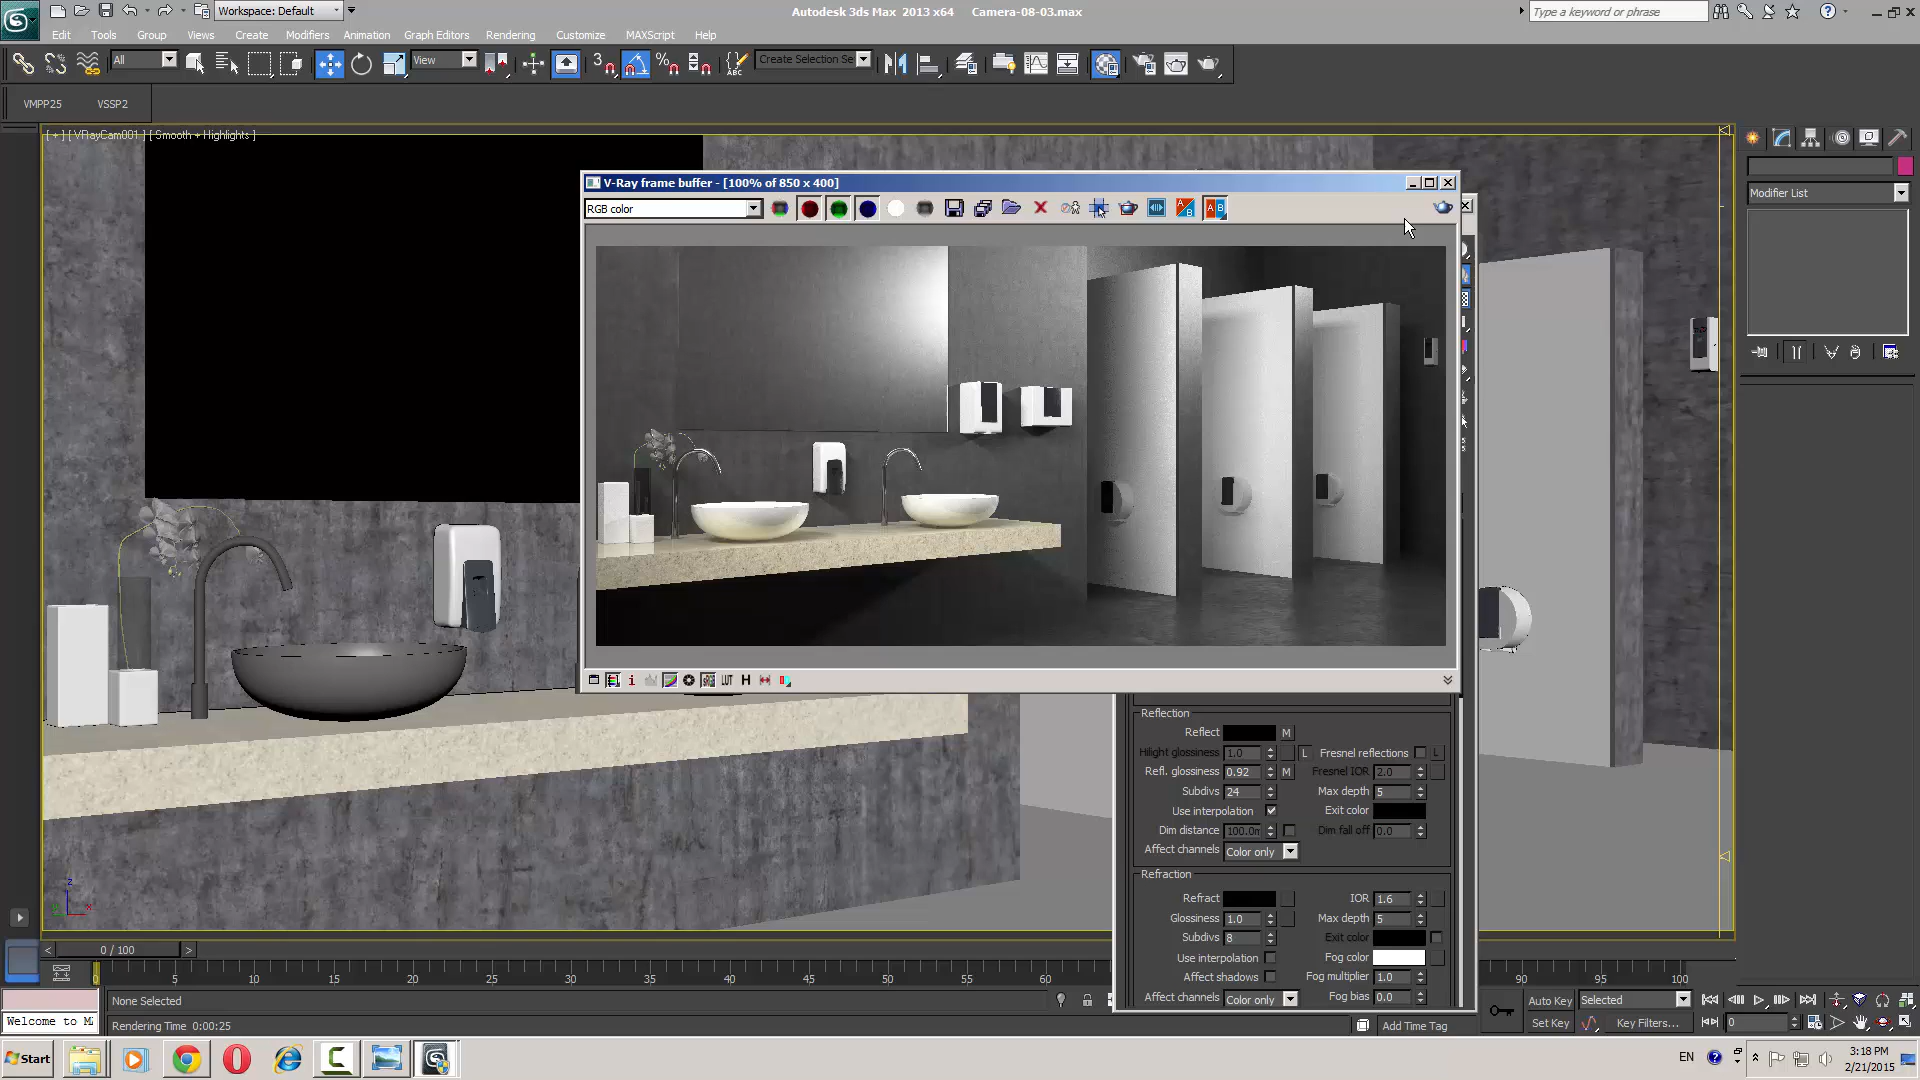 Workspace: Default
Autodesk 3ds Max 2013 x64 Camera-08-03.max
Type a keyword or phrase
Edit Tools Group Views Create Modifiers Animation Graph Editors Rendering Customize MAXScript Help
All
View
3
Create Selection Se
VMPP25 VSSP2
[ + ] [ VRayCam001 ] [ Smooth + Highlights ]
Modifier List
V-Ray frame buffer - [100% of 850 x 400]
RGB color
LUT H
Reflection
Reflect M
Hilight glossiness 1.0 L Fresnel reflections L
Refl. glossiness 0.92 M Fresnel IOR 2.0
Subdivs 24 Max depth 5
Use interpolation Exit color
Dim distance 100.0m Dim fall off 0.0
Affect channels Color only
Refraction
Refract IOR 1.6
Glossiness 1.0 Max depth 5
Subdivs 8 Exit color
Use interpolation Fog color
Affect shadows Fog multiplier 1.0
Affect channels Color only Fog bias 0.0
z
x
< 0 / 100 >
0 5 10 15 20 25 30 35 40 45 50 55 60 90 95 100
None Selected
Auto Key Selected
Welcome to M
Rendering Time 0:00:25
Add Time Tag
Set Key Key Filters...
0
Start
EN
3:18 PM
2/21/2015